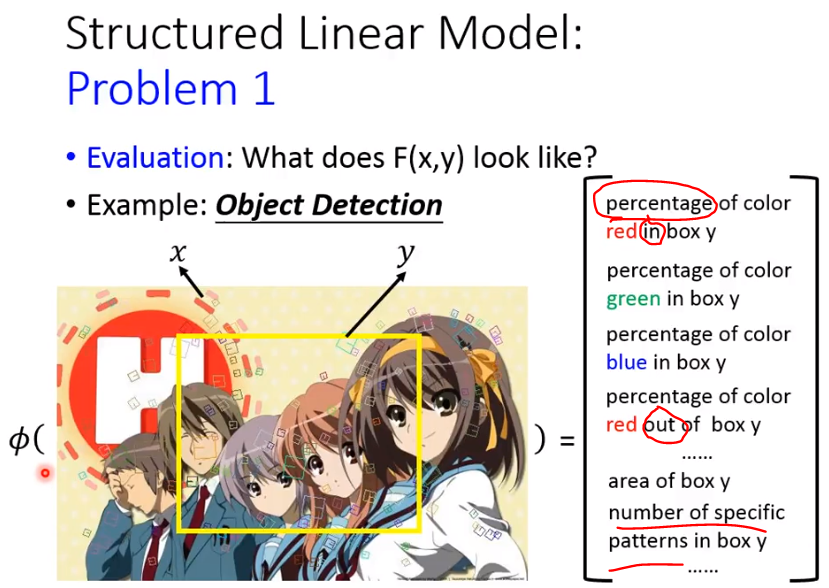 Structured Linear Model:
Problem 1
• Evaluation: What does F(x,y) look like?
• Example: Object Detection
x
y
H
ϕ(
) =
percentage of color
red in box y
percentage of color
green in box y
percentage of color
blue in box y
percentage of color
red out of box y
......
area of box y
number of specific
patterns in box y
......